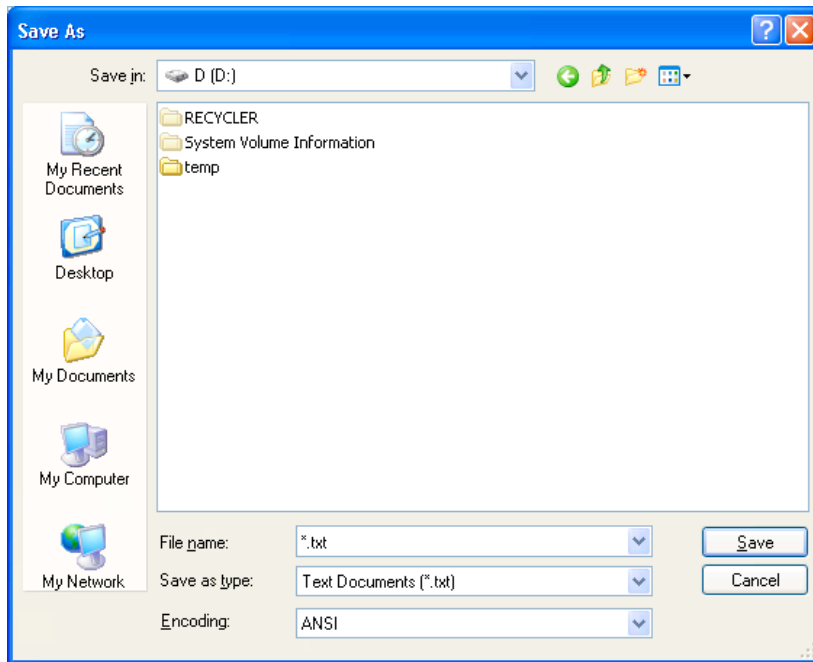 Save As
Save in: D (D:)
RECYCLER
System Volume Information
temp
My Recent
Documents
Desktop
My Documents
My Computer
My Network
File name: *.txt
Save
Save as type: Text Documents (*.txt)
Cancel
Encoding: ANSI